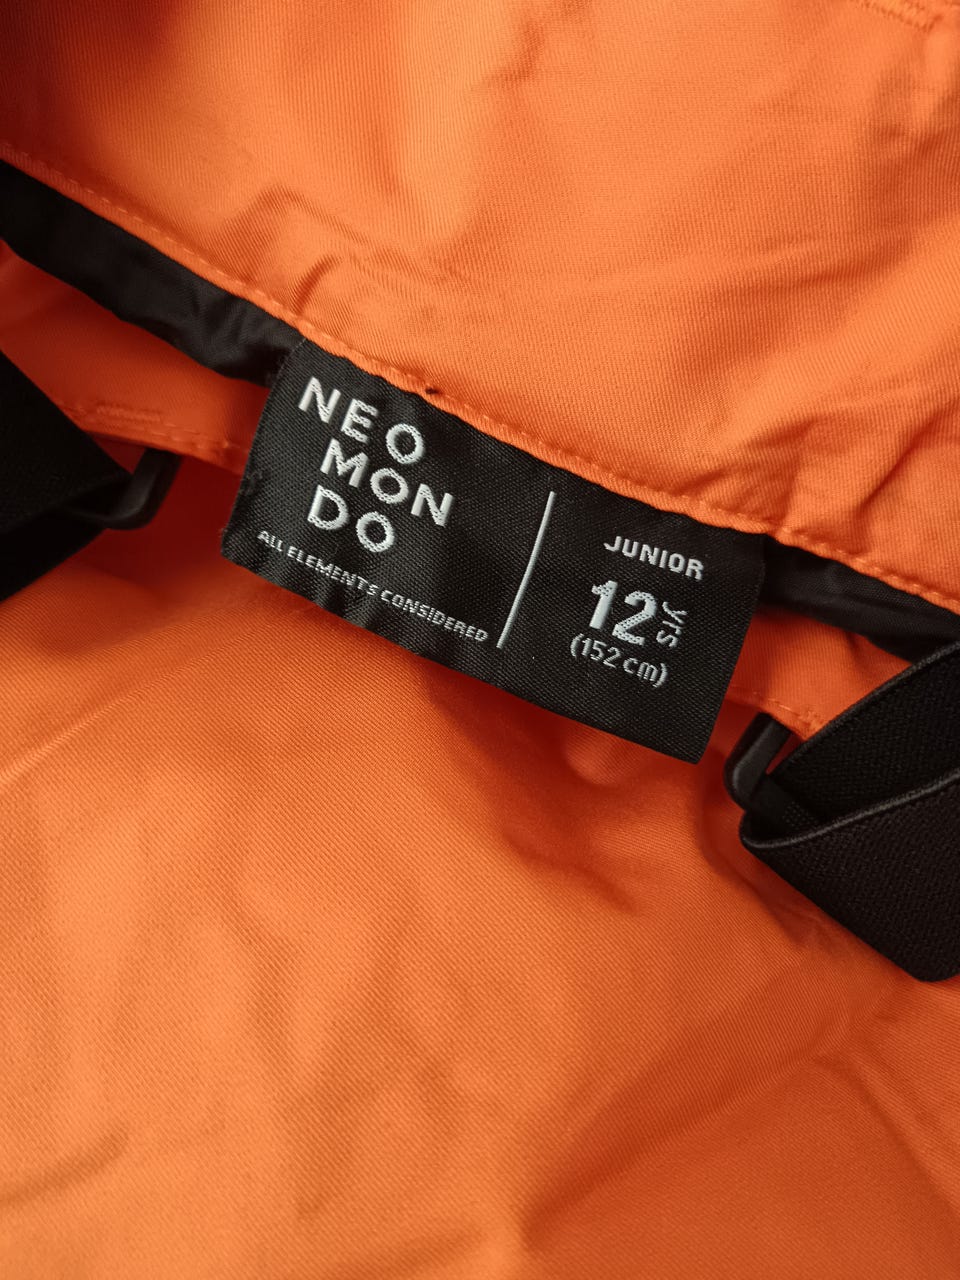 NEO
MON
DO
ALL ELEMENTS CONSIDERED
JUNIOR
12 yrs
(152 cm)